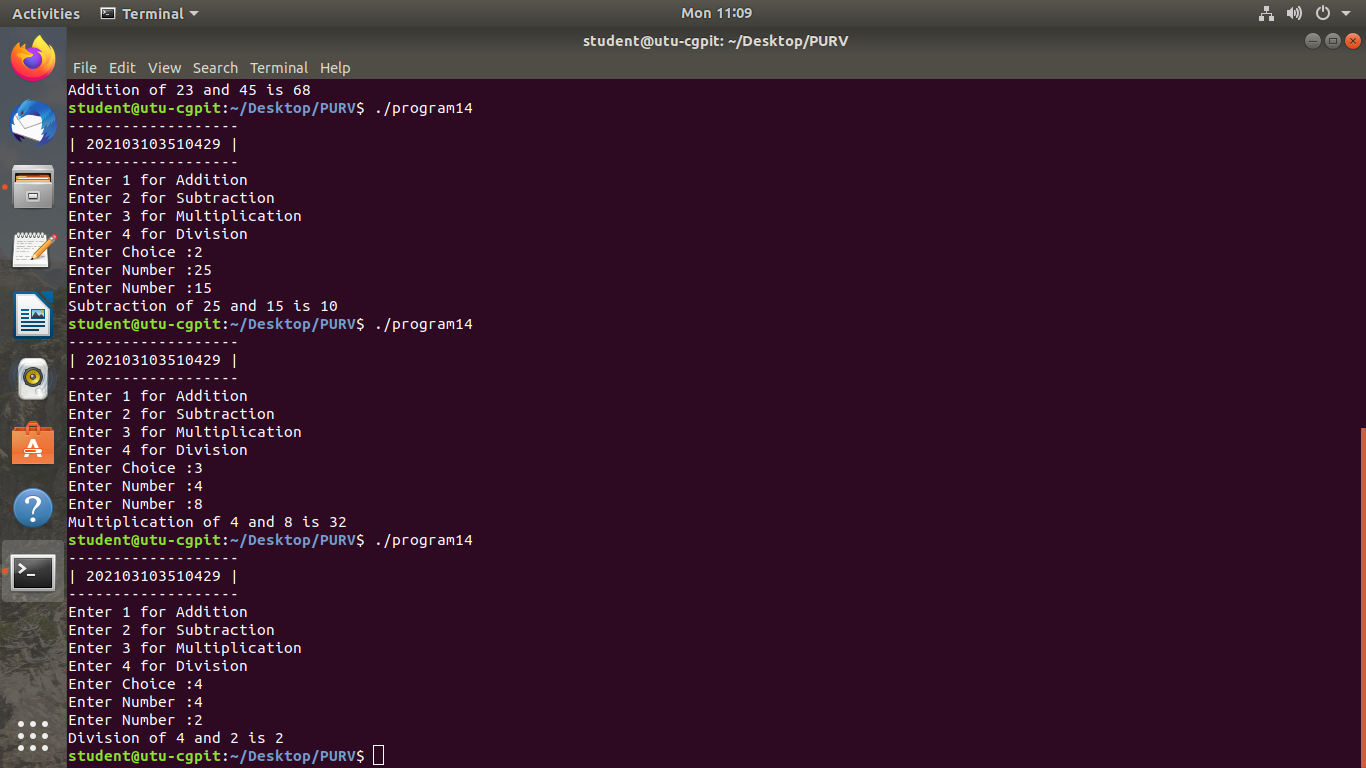 Activities Terminal Mon 11:09
student@utu-cgpit: ~/Desktop/PURV
File Edit View Search Terminal Help
Addition of 23 and 45 is 68
student@utu-cgpit:~/Desktop/PURV$ ./program14
-------------------
| 202103103510429 |
-------------------
Enter 1 for Addition
Enter 2 for Subtraction
Enter 3 for Multiplication
Enter 4 for Division
Enter Choice :2
Enter Number :25
Enter Number :15
Subtraction of 25 and 15 is 10
student@utu-cgpit:~/Desktop/PURV$ ./program14
-------------------
| 202103103510429 |
-------------------
Enter 1 for Addition
Enter 2 for Subtraction
Enter 3 for Multiplication
Enter 4 for Division
Enter Choice :3
Enter Number :4
Enter Number :8
Multiplication of 4 and 8 is 32
student@utu-cgpit:~/Desktop/PURV$ ./program14
-------------------
| 202103103510429 |
-------------------
Enter 1 for Addition
Enter 2 for Subtraction
Enter 3 for Multiplication
Enter 4 for Division
Enter Choice :4
Enter Number :4
Enter Number :2
Division of 4 and 2 is 2
student@utu-cgpit:~/Desktop/PURV$